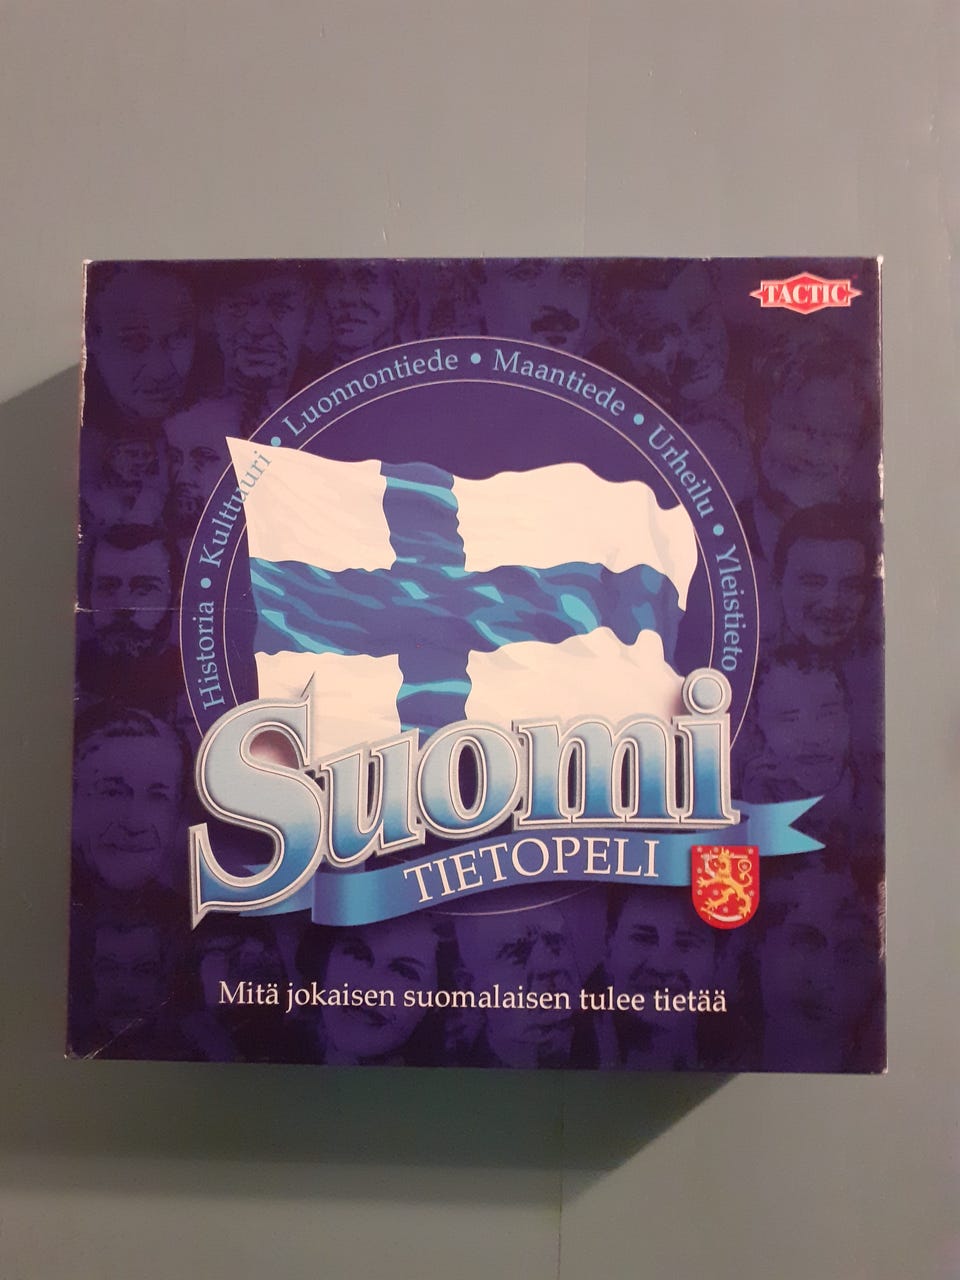 TACTIC
Historia • Kulttuuri • Luonnontiede • Maantiede • Urheilu • Yleistieto
Suomi
TIETOPELI
Mitä jokaisen suomalaisen tulee tietää